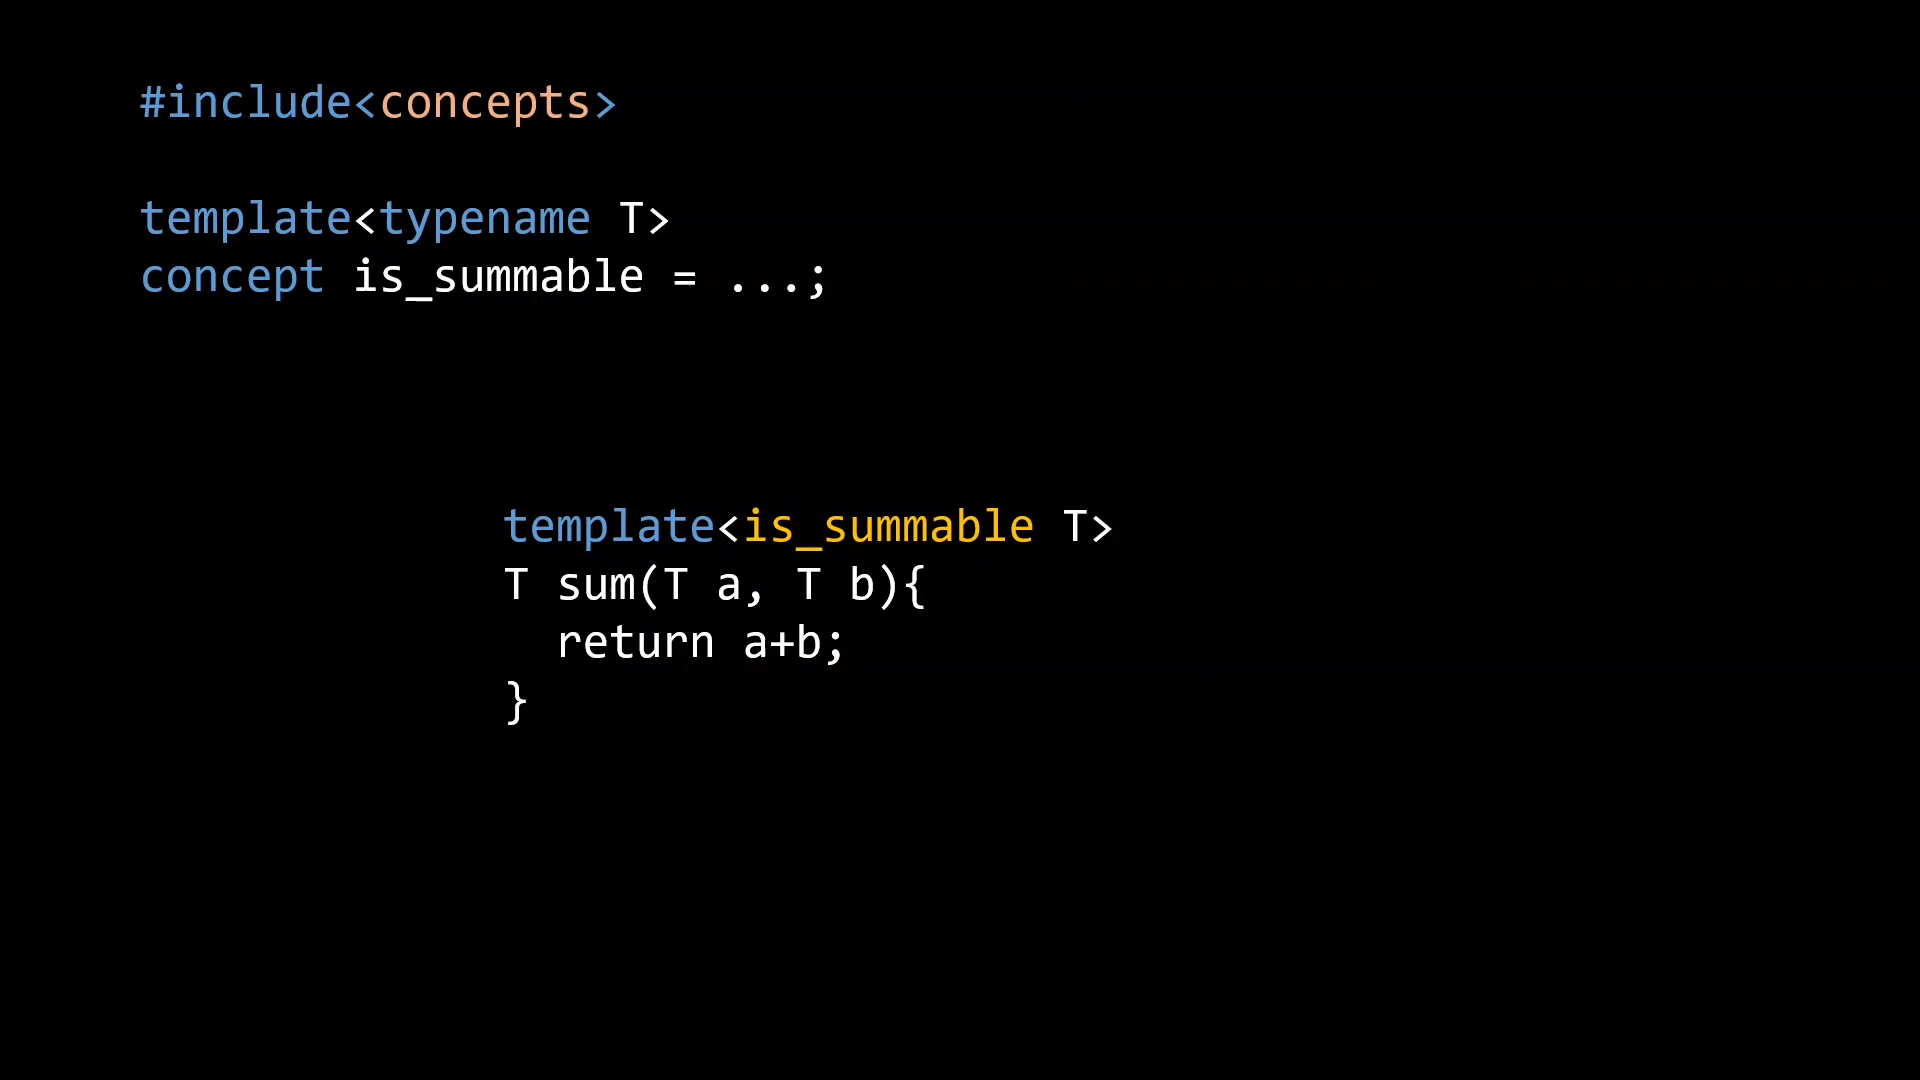 #include<concepts>
template<typename T>
concept is_summable = ...;
template<is_summable T>
T sum(T a, T b){
return a+b;
}